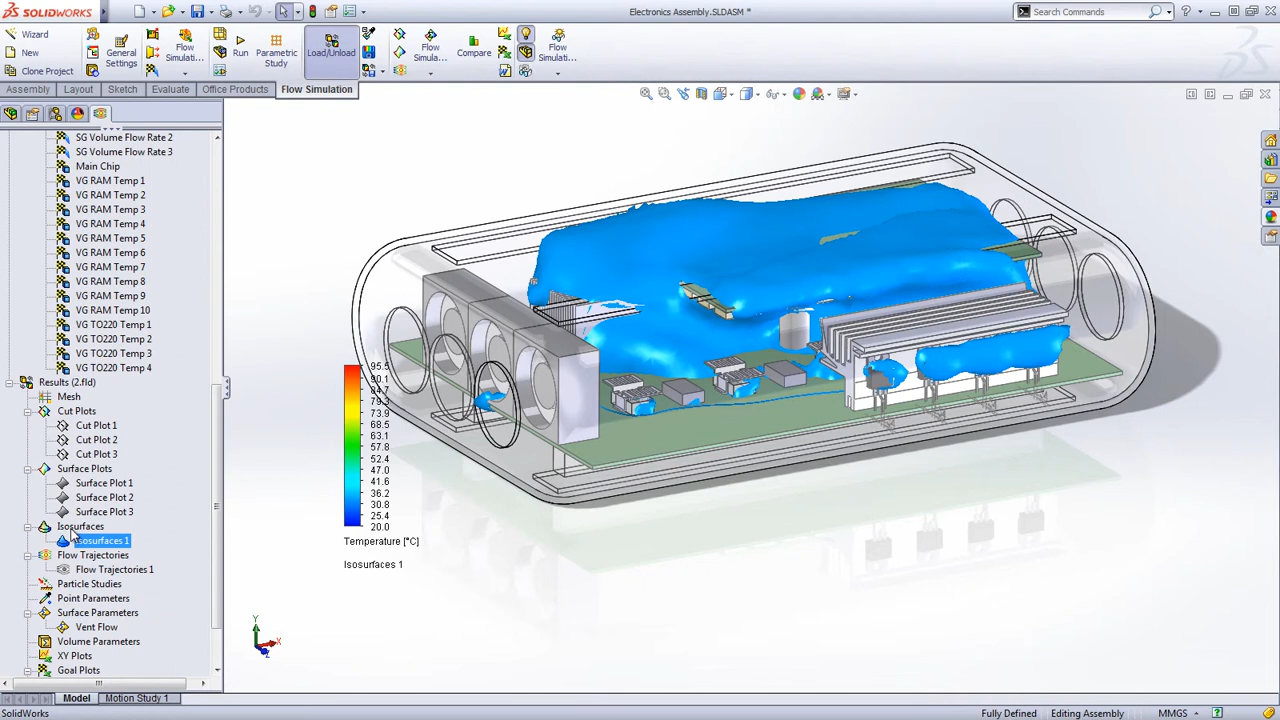 SOLIDWORKS
Electronics Assembly.SLDASM *
Search Commands
Wizard
New
Clone Project
General Settings
Flow Simulati...
Run
Parametric Study
Load/Unload
Flow Simula...
Compare
Flow Simulati...
Assembly
Layout
Sketch
Evaluate
Office Products
Flow Simulation
SG Volume Flow Rate 2
SG Volume Flow Rate 3
Main Chip
VG RAM Temp 1
VG RAM Temp 2
VG RAM Temp 3
VG RAM Temp 4
VG RAM Temp 5
VG RAM Temp 6
VG RAM Temp 7
VG RAM Temp 8
VG RAM Temp 9
VG RAM Temp 10
VG TO220 Temp 1
VG TO220 Temp 2
VG TO220 Temp 3
VG TO220 Temp 4
Results (2.fld)
Mesh
Cut Plots
Cut Plot 1
Cut Plot 2
Cut Plot 3
Surface Plots
Surface Plot 1
Surface Plot 2
Surface Plot 3
Isosurfaces
Isosurfaces 1
Flow Trajectories
Flow Trajectories 1
Particle Studies
Point Parameters
Surface Parameters
Vent Flow
Volume Parameters
XY Plots
Goal Plots
95.5
90.1
84.7
79.3
73.9
68.5
63.1
57.8
52.4
47.0
41.6
36.2
30.8
25.4
20.0
Temperature [°C]
Isosurfaces 1
Y
X
Z
Model
Motion Study 1
SolidWorks
Fully Defined
Editing Assembly
MMGS